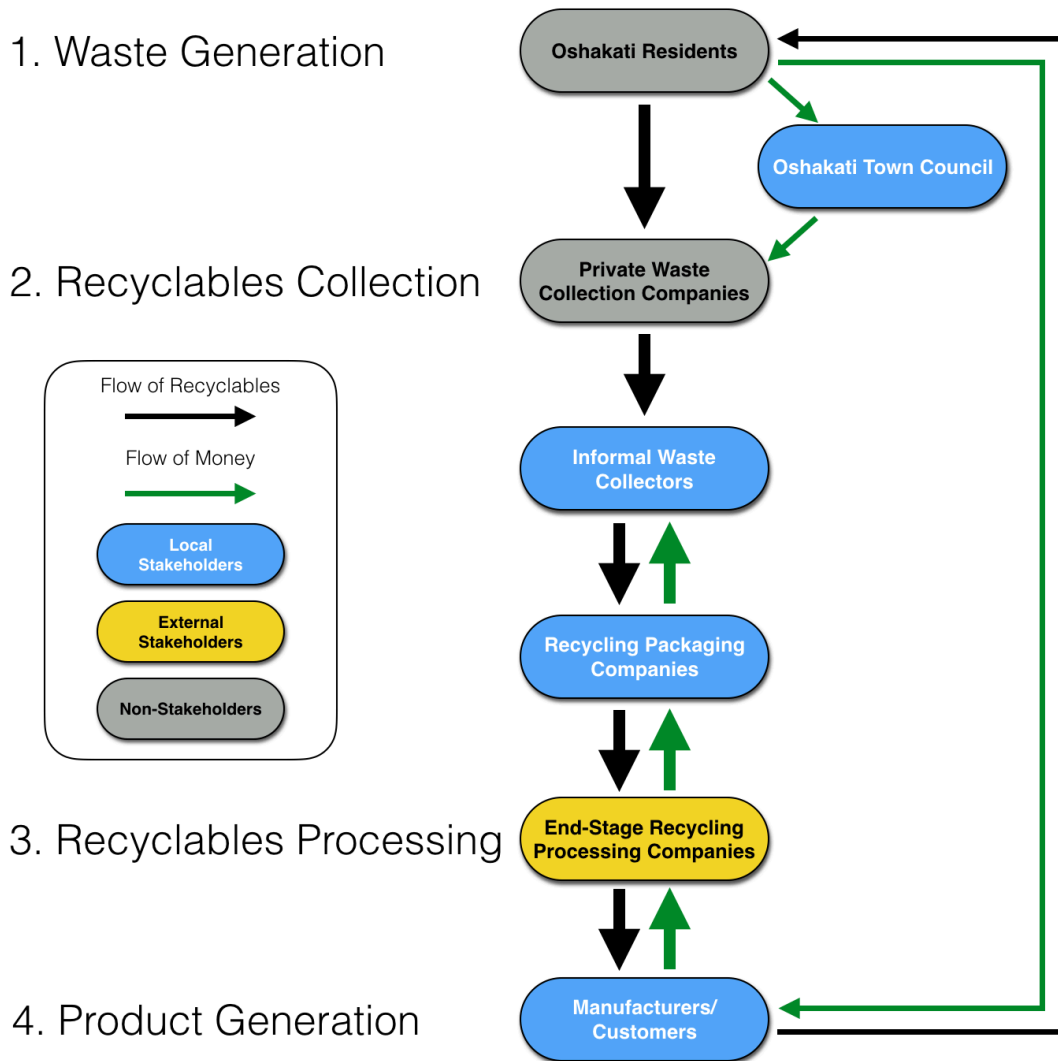 1. Waste Generation
Oshakati Residents
Oshakati Town Council
2. Recyclables Collection
Private Waste
Collection Companies
Flow of Recyclables
Flow of Money
Local
Stakeholders
External
Stakeholders
Non-Stakeholders
Informal Waste
Collectors
Recycling Packaging
Companies
3. Recyclables Processing
End-Stage Recycling
Processing Companies
4. Product Generation
Manufacturers/
Customers